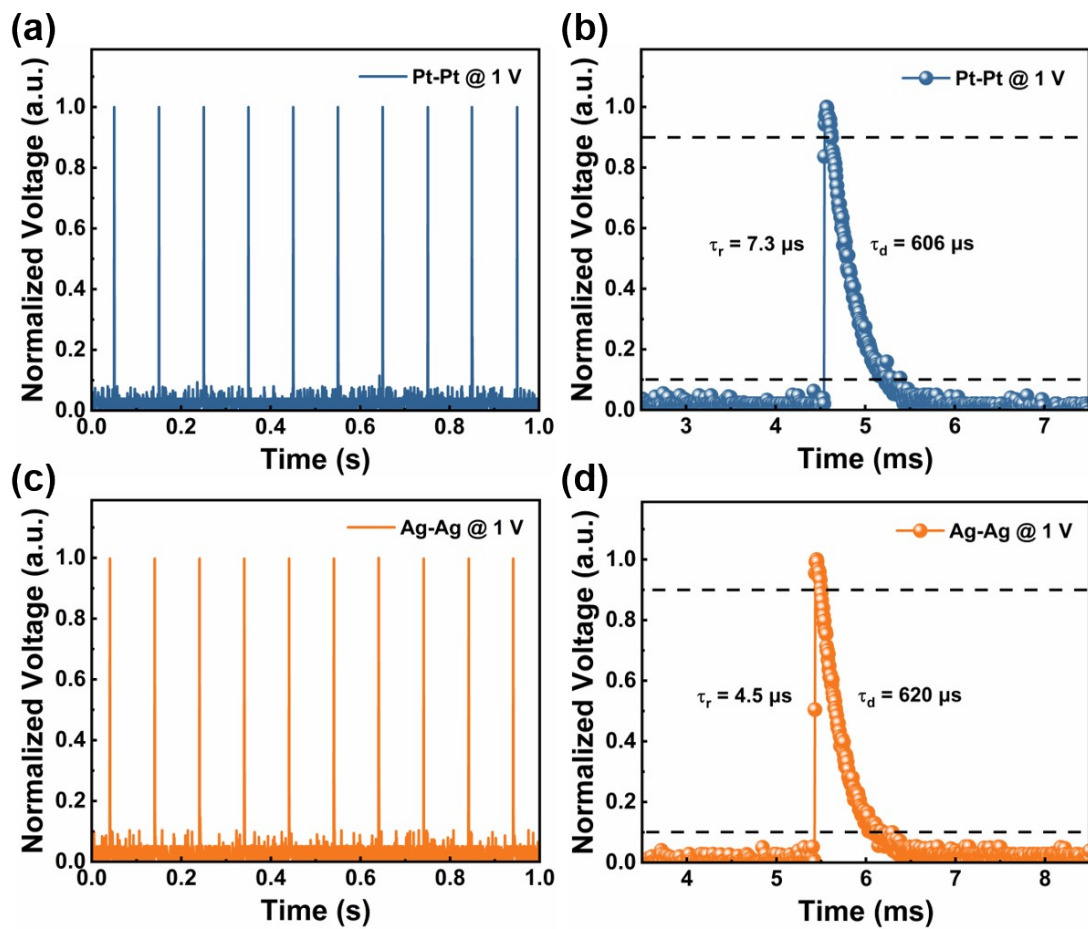 (a)
Normalized Voltage (a.u.)
1.0
0.8
0.6
0.4
0.2
0.0
Pt-Pt @ 1 V
0.0 0.2 0.4 0.6 0.8 1.0
Time (s)
(b)
Normalized Voltage (a.u.)
1.0
0.8
0.6
0.4
0.2
0.0
Pt-Pt @ 1 V
τr = 7.3 µs
τd = 606 µs
3 4 5 6 7
Time (ms)
(c)
Normalized Voltage (a.u.)
1.0
0.8
0.6
0.4
0.2
0.0
Ag-Ag @ 1 V
0.0 0.2 0.4 0.6 0.8 1.0
Time (s)
(d)
Normalized Voltage (a.u.)
1.0
0.8
0.6
0.4
0.2
0.0
Ag-Ag @ 1 V
τr = 4.5 µs
τd = 620 µs
4 5 6 7 8
Time (ms)